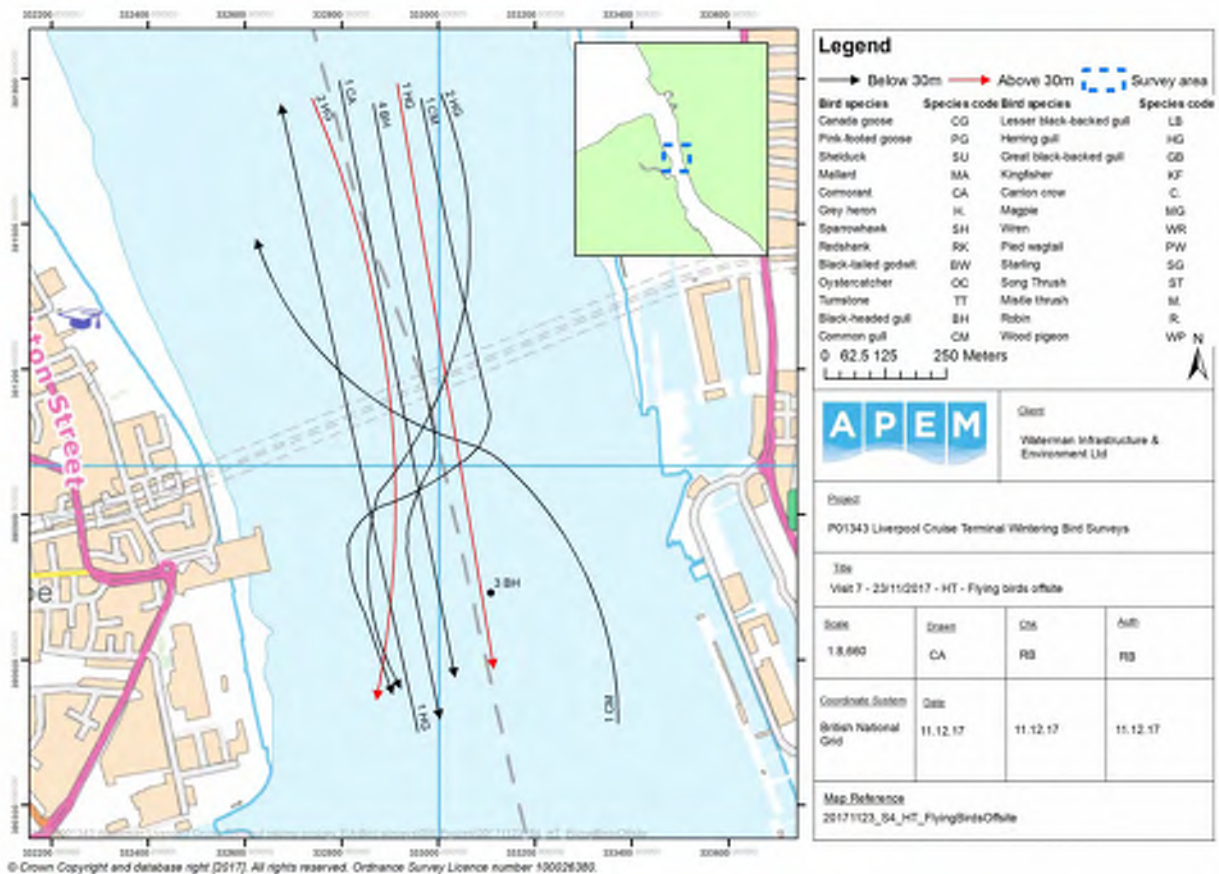 Legend
Below 30m
Above 30m
Survey area
Bird species Species code Bird species Species code
Canada goose CG Lesser black-backed gull LB
Pink-footed goose PG Herring gull HG
Shelduck SU Great black-backed gull GB
Mallard MA Kingfisher KF
Cormorant CA Carrion crow C.
Grey heron H. Magpie MG
Sparrowhawk SH Wren WR
Redshank RK Pied wagtail PW
Black-tailed godwit BW Starling SG
Oystercatcher OC Song Thrush ST
Turnstone TT Mistle thrush M.
Black-headed gull BH Robin R.
Common gull CM Wood pigeon WP
N
0 62.5 125 250 Meters
APEM
Client
Waterman Infrastructure &
Environment Ltd
Project
P01343 Liverpool Cruise Terminal Wintering Bird Surveys
Title
Visit 7 - 23/11/2017 - HT - Flying birds offsite
Scale
1:8,660
Drawn
CA
Chk
RB
Auth
RB
Coordinate System
British National
Grid
Date
11.12.17
11.12.17
11.12.17
Map Reference
20171123_S4_HT_FlyingBirdsOffsite
2 HG
1 CA
4 BH
1 HG
1 CM
2 HG
3 BH
1 HG
1 CM
ton Street
© Crown Copyright and database right [2017]. All rights reserved. Ordnance Survey Licence number 100026380.